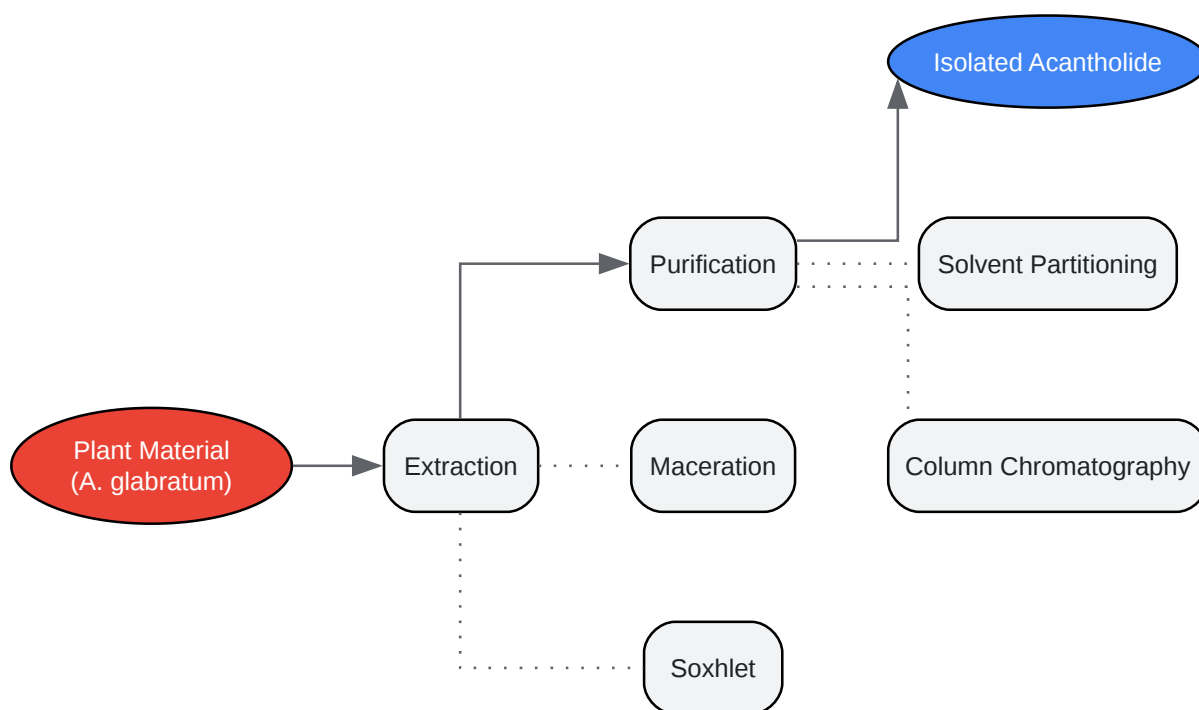 Isolated Acantholide
Purification
Solvent Partitioning
Plant Material
(A. glabratum)
Extraction
Maceration
Column Chromatography
Soxhlet